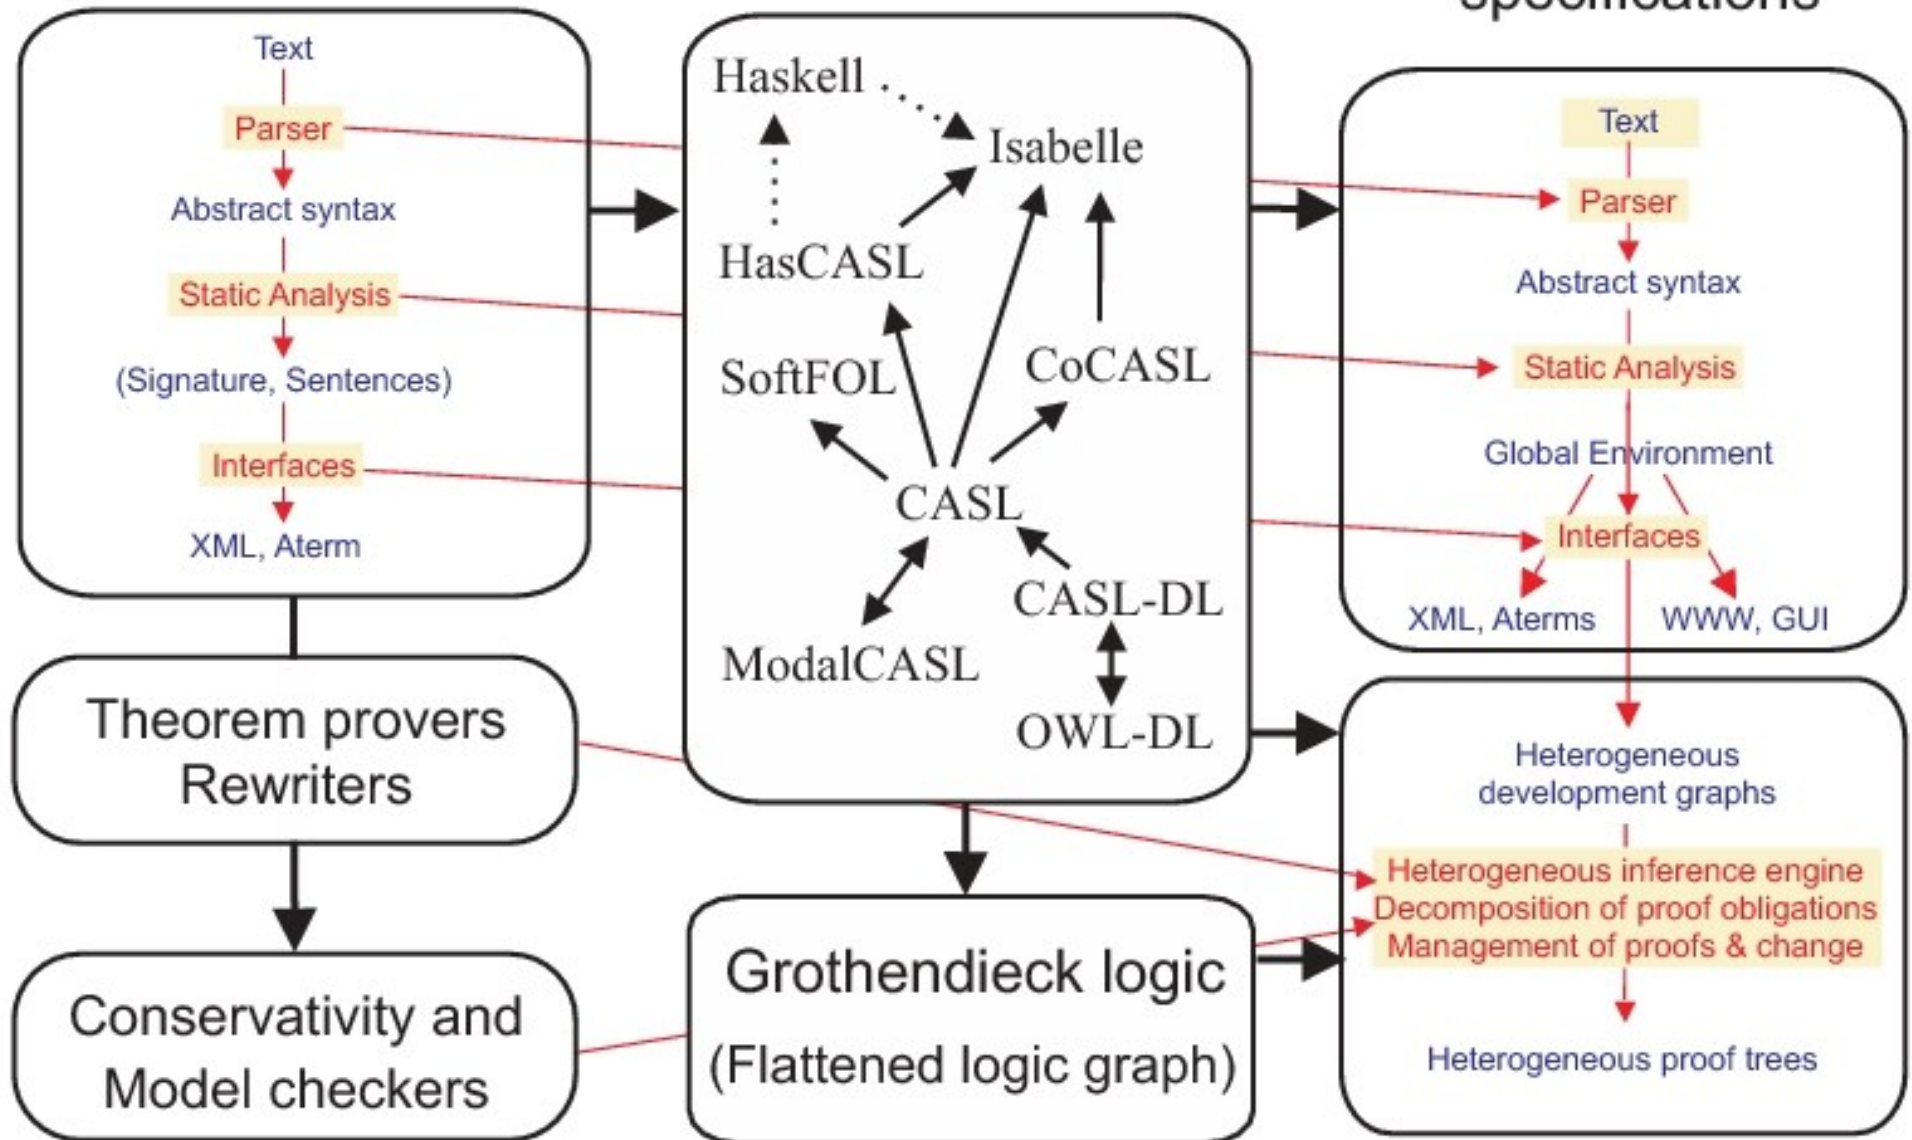 specifications
Text
Parser
Abstract syntax
Static Analysis
(Signature, Sentences)
Interfaces
XML, Aterm
Theorem provers
Rewriters
Conservativity and
Model checkers
Haskell
Isabelle
HasCASL
SoftFOL
CoCASL
CASL
CASL-DL
ModalCASL
OWL-DL
Grothendieck logic
(Flattened logic graph)
Text
Parser
Abstract syntax
Static Analysis
Global Environment
Interfaces
XML, Aterms
WWW, GUI
Heterogeneous
development graphs
Heterogeneous inference engine
Decomposition of proof obligations
Management of proofs & change
Heterogeneous proof trees